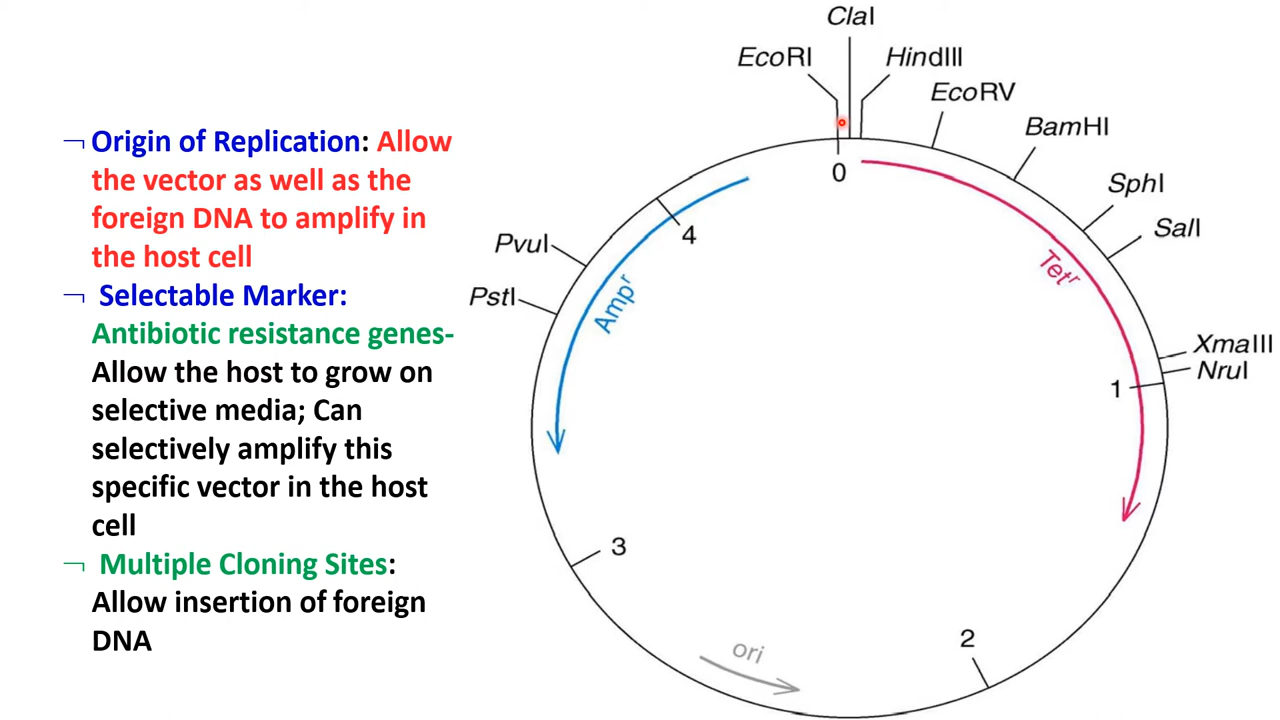 ¬ Origin of Replication: Allow
the vector as well as the
foreign DNA to amplify in
the host cell
¬ Selectable Marker:
Antibiotic resistance genes-
Allow the host to grow on
selective media; Can
selectively amplify this
specific vector in the host
cell
¬ Multiple Cloning Sites:
Allow insertion of foreign
DNA
ClaI
EcoRI
HindIII
EcoRV
BamHI
SphI
SalI
XmaIII
NruI
PvuI
PstI
0
1
2
3
4
Ampʳ
Tetʳ
ori